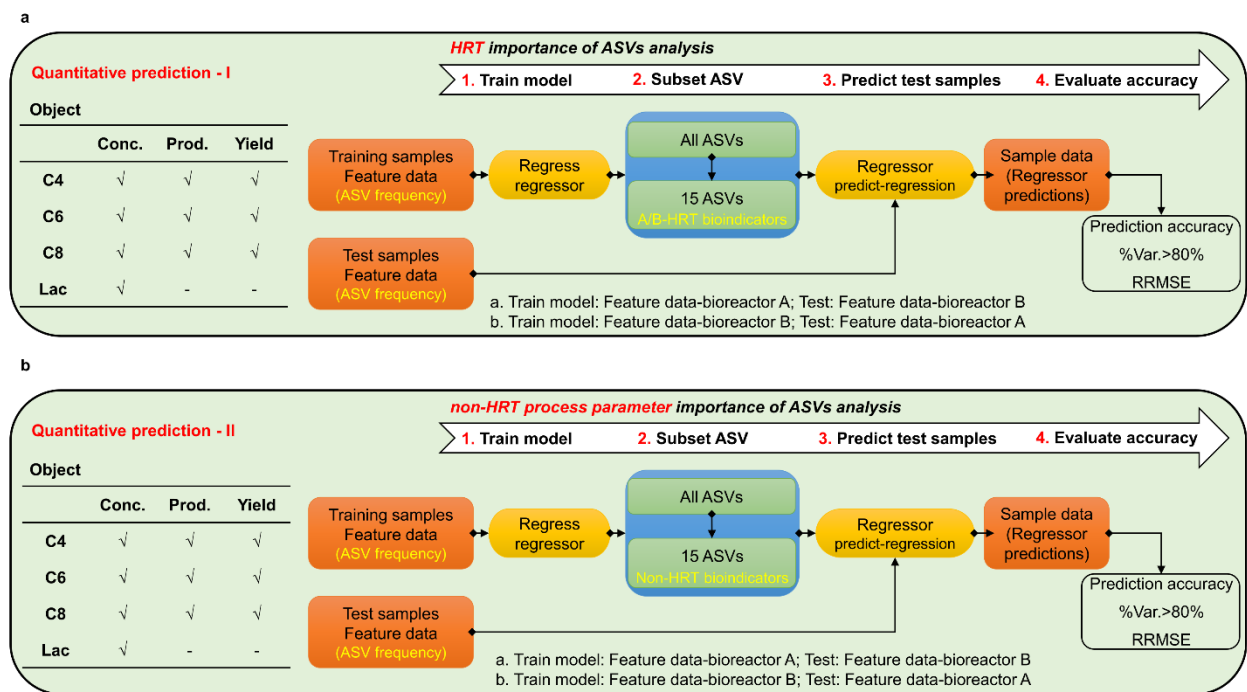 a
HRT importance of ASVs analysis
Quantitative prediction - I
1. Train model 2. Subset ASV 3. Predict test samples 4. Evaluate accuracy
Object
Conc. Prod. Yield
C4 √ √ √
C6 √ √ √
C8 √ √ √
Lac √ - -
Training samples
Feature data
(ASV frequency)
Regress
regressor
All ASVs
15 ASVs
A/B-HRT bioindicators
Regressor
predict-regression
Sample data
(Regressor
predictions)
Test samples
Feature data
(ASV frequency)
Prediction accuracy
%Var.>80%
RRMSE
a. Train model: Feature data-bioreactor A; Test: Feature data-bioreactor B
b. Train model: Feature data-bioreactor B; Test: Feature data-bioreactor A
b
non-HRT process parameter importance of ASVs analysis
Quantitative prediction - II
1. Train model 2. Subset ASV 3. Predict test samples 4. Evaluate accuracy
Object
Conc. Prod. Yield
C4 √ √ √
C6 √ √ √
C8 √ √ √
Lac √ - -
Training samples
Feature data
(ASV frequency)
Regress
regressor
All ASVs
15 ASVs
Non-HRT bioindicators
Regressor
predict-regression
Sample data
(Regressor
predictions)
Test samples
Feature data
(ASV frequency)
Prediction accuracy
%Var.>80%
RRMSE
a. Train model: Feature data-bioreactor A; Test: Feature data-bioreactor B
b. Train model: Feature data-bioreactor B; Test: Feature data-bioreactor A